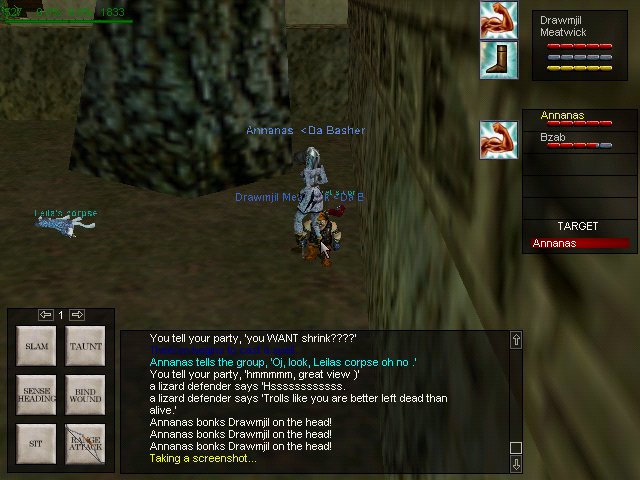 1833
Drawmjil
Meatwick
Annanas
Bzab
TARGET
Annanas
Annanas <Da Basher
Drawmjil Me
<Da B
Leila's corpse
1
SLAM
TAUNT
SENSE
HEADING
BIND
WOUND
SIT
RANGE
ATTACK
You tell your party, 'you WANT shrink????'
Annanas tells the group, 'Oj, look, Leilas corpse oh no .'
You tell your party, 'hmmmmm, great view )'
a lizard defender says 'Hssssssssssss.
a lizard defender says 'Trolls like you are better left dead than
alive.'
Annanas bonks Drawmjil on the head!
Annanas bonks Drawmjil on the head!
Annanas bonks Drawmjil on the head!
Taking a screenshot...